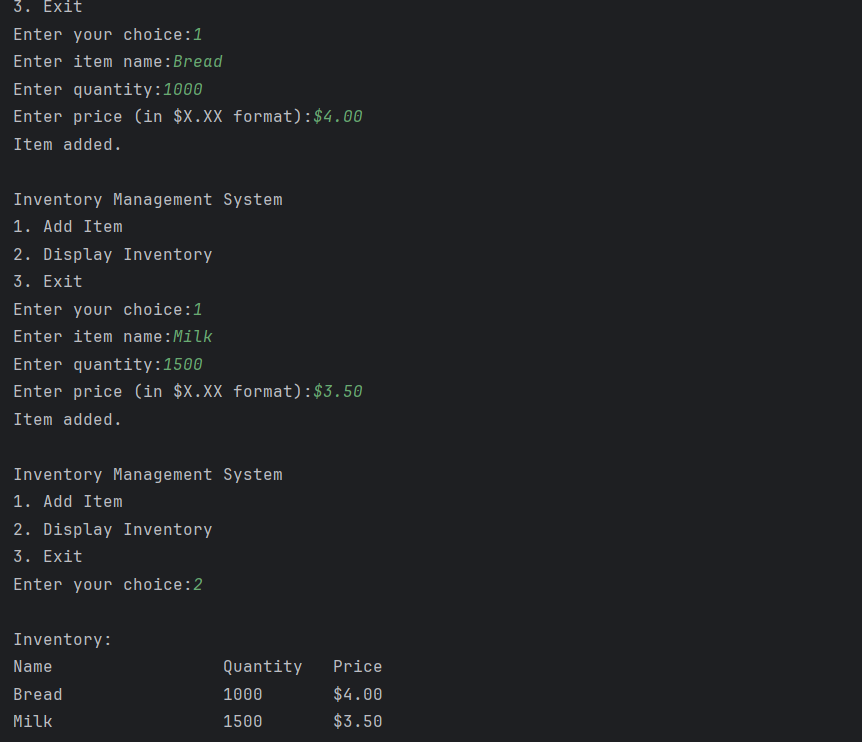 3. Exit
Enter your choice:1
Enter item name:Bread
Enter quantity:1000
Enter price (in $X.XX format):$4.00
Item added.

Inventory Management System
1. Add Item
2. Display Inventory
3. Exit
Enter your choice:1
Enter item name:Milk
Enter quantity:1500
Enter price (in $X.XX format):$3.50
Item added.

Inventory Management System
1. Add Item
2. Display Inventory
3. Exit
Enter your choice:2

Inventory:
Name                 Quantity   Price
Bread                1000       $4.00
Milk                 1500       $3.50